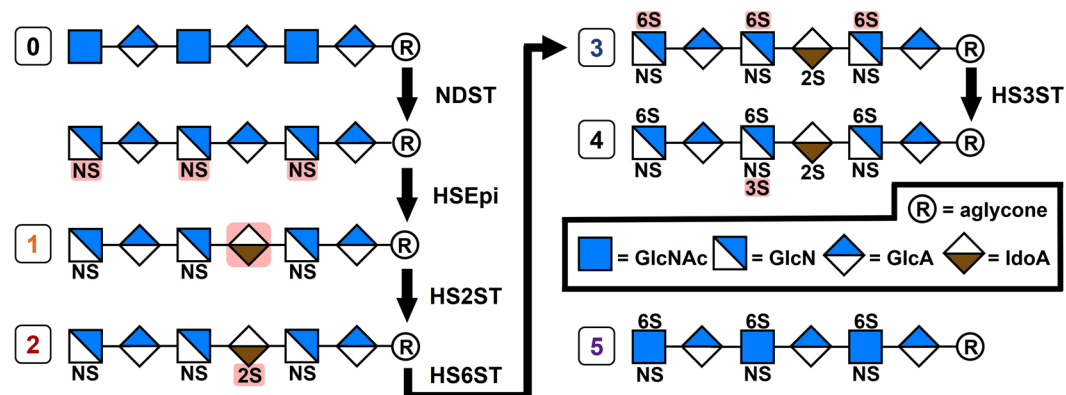 0
R
NDST
NS NS NS
R
HSEpi
1
NS NS NS
R
HS2ST
2
NS NS 2S NS
R
HS6ST
3
6S 6S 6S
NS NS 2S NS
R
HS3ST
4
6S 6S 6S
NS NS 2S NS
3S
R
R = aglycone
= GlcNAc = GlcN = GlcA = IdoA
5
6S 6S 6S
NS NS NS
R